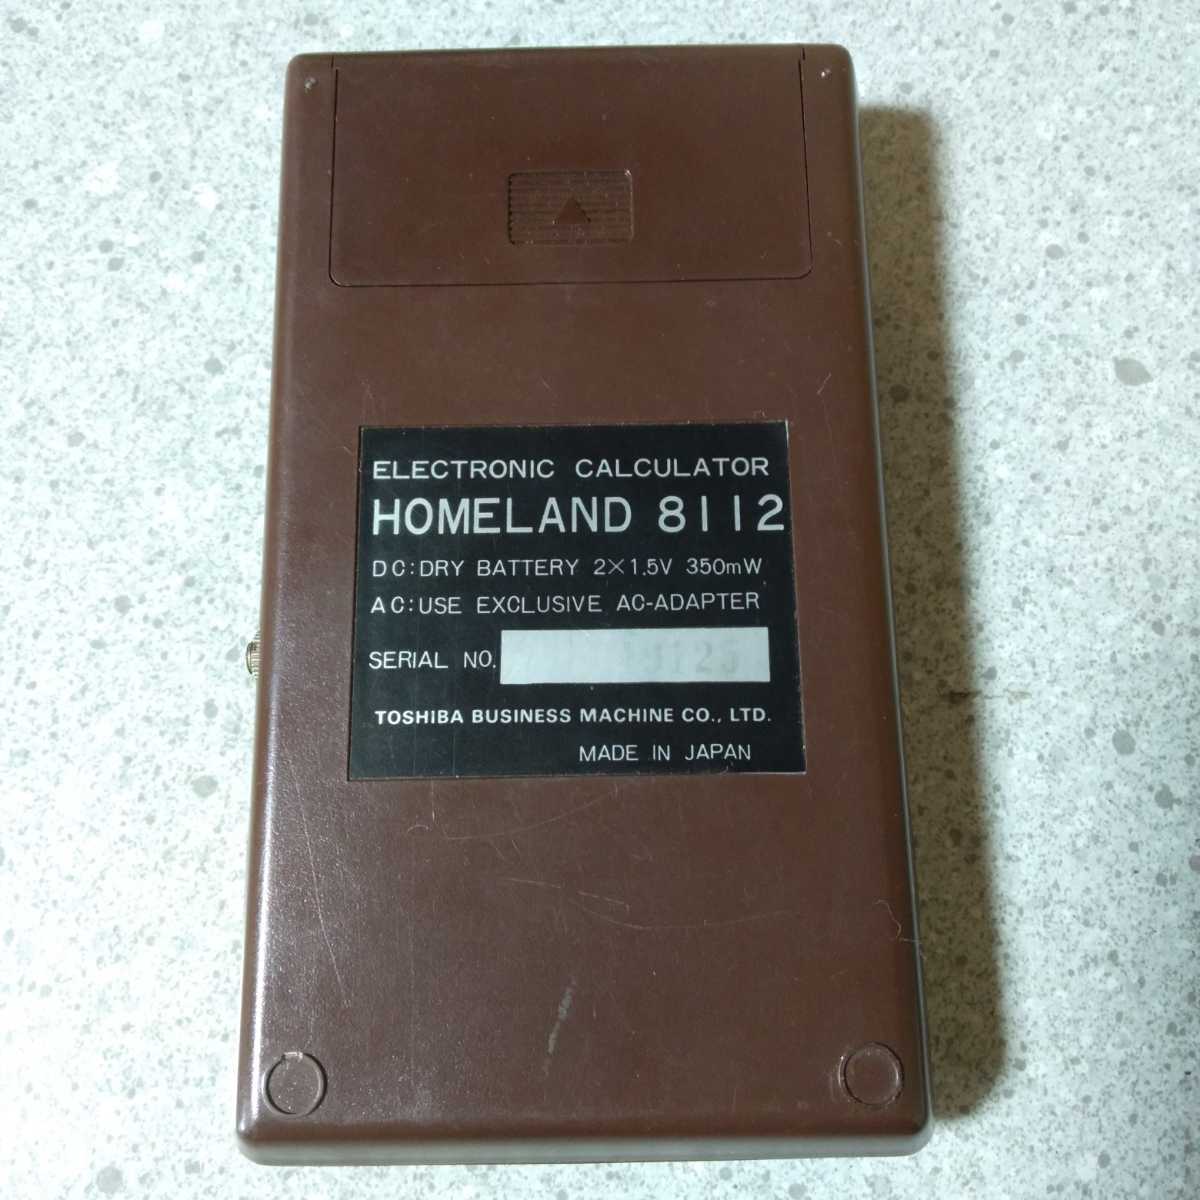 ELECTRONIC CALCULATOR
HOMELAND 8112
DC: DRY BATTERY 2×1.5V 350mW
AC: USE EXCLUSIVE AC-ADAPTER
SERIAL NO.
TOSHIBA BUSINESS MACHINE CO., LTD.
MADE IN JAPAN